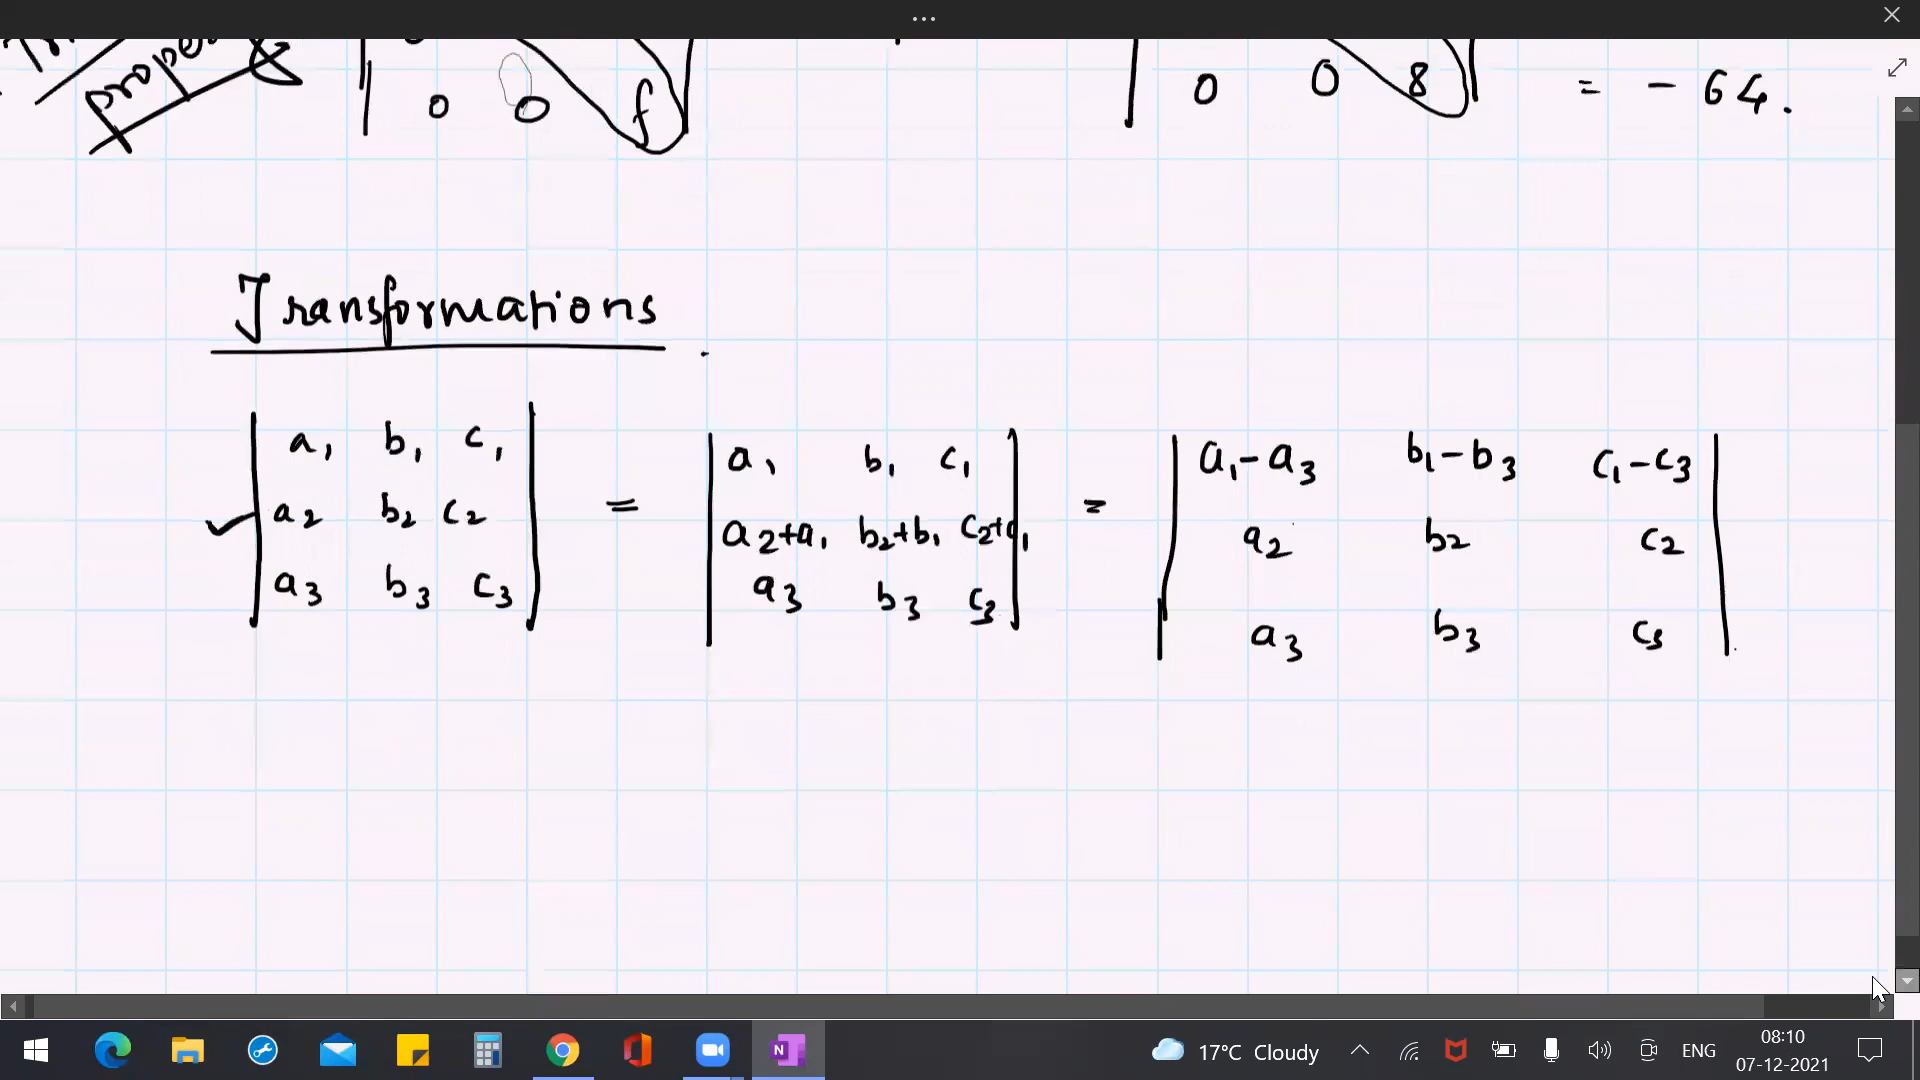 ...
proper
0 0 f
0 0 8 = - 64.
Transformations
| a1 b1 c1 | = | a1 b1 c1 | = | a1-a3 b1-b3 c1-c3 |
| a2 b2 c2 | | a2+a1 b2+b1 c2+c1 | | a2 b2 c2 |
| a3 b3 c3 | | a3 b3 c3 | | a3 b3 c3 |
17°C Cloudy
ENG
08:10
07-12-2021